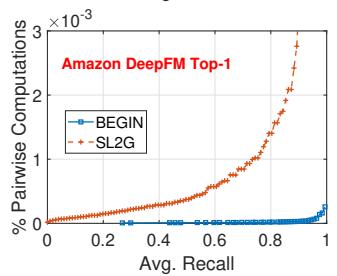 ×10⁻³
3
Amazon DeepFM Top-1
2
BEGIN
SL2G
1
0
% Pairwise Computations
0 0.2 0.4 0.6 0.8 1
Avg. Recall